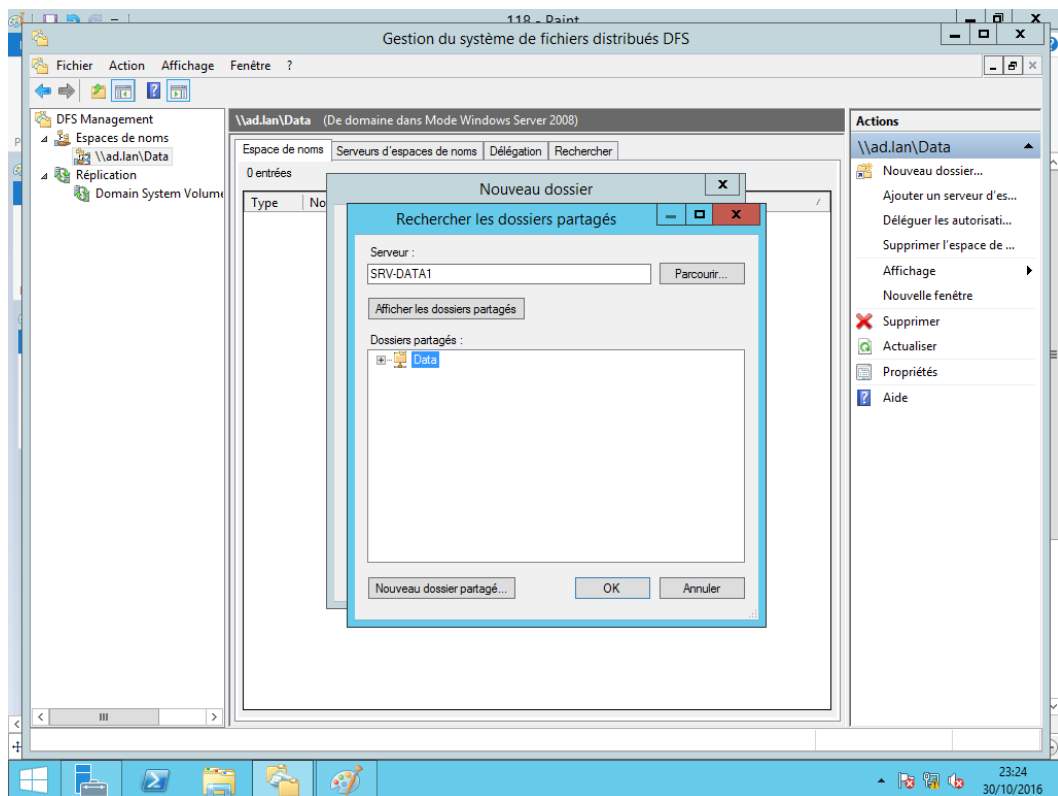 118 - Paint
Gestion du système de fichiers distribués DFS
Fichier Action Affichage Fenêtre ?
DFS Management
Espaces de noms
\\ad.lan\Data
Réplication
Domain System Volume
\\ad.lan\Data (De domaine dans Mode Windows Server 2008)
Espace de noms Serveurs d'espaces de noms Délégation Rechercher
0 entrées
Type No
Nouveau dossier
Rechercher les dossiers partagés
Serveur :
SRV-DATA1 Parcourir...
Afficher les dossiers partagés
Dossiers partagés :
Data
Nouveau dossier partagé... OK Annuler
Actions
\\ad.lan\Data
Nouveau dossier...
Ajouter un serveur d'es...
Déléguer les autorisati...
Supprimer l'espace de ...
Affichage
Nouvelle fenêtre
Supprimer
Actualiser
Propriétés
Aide
23:24
30/10/2016